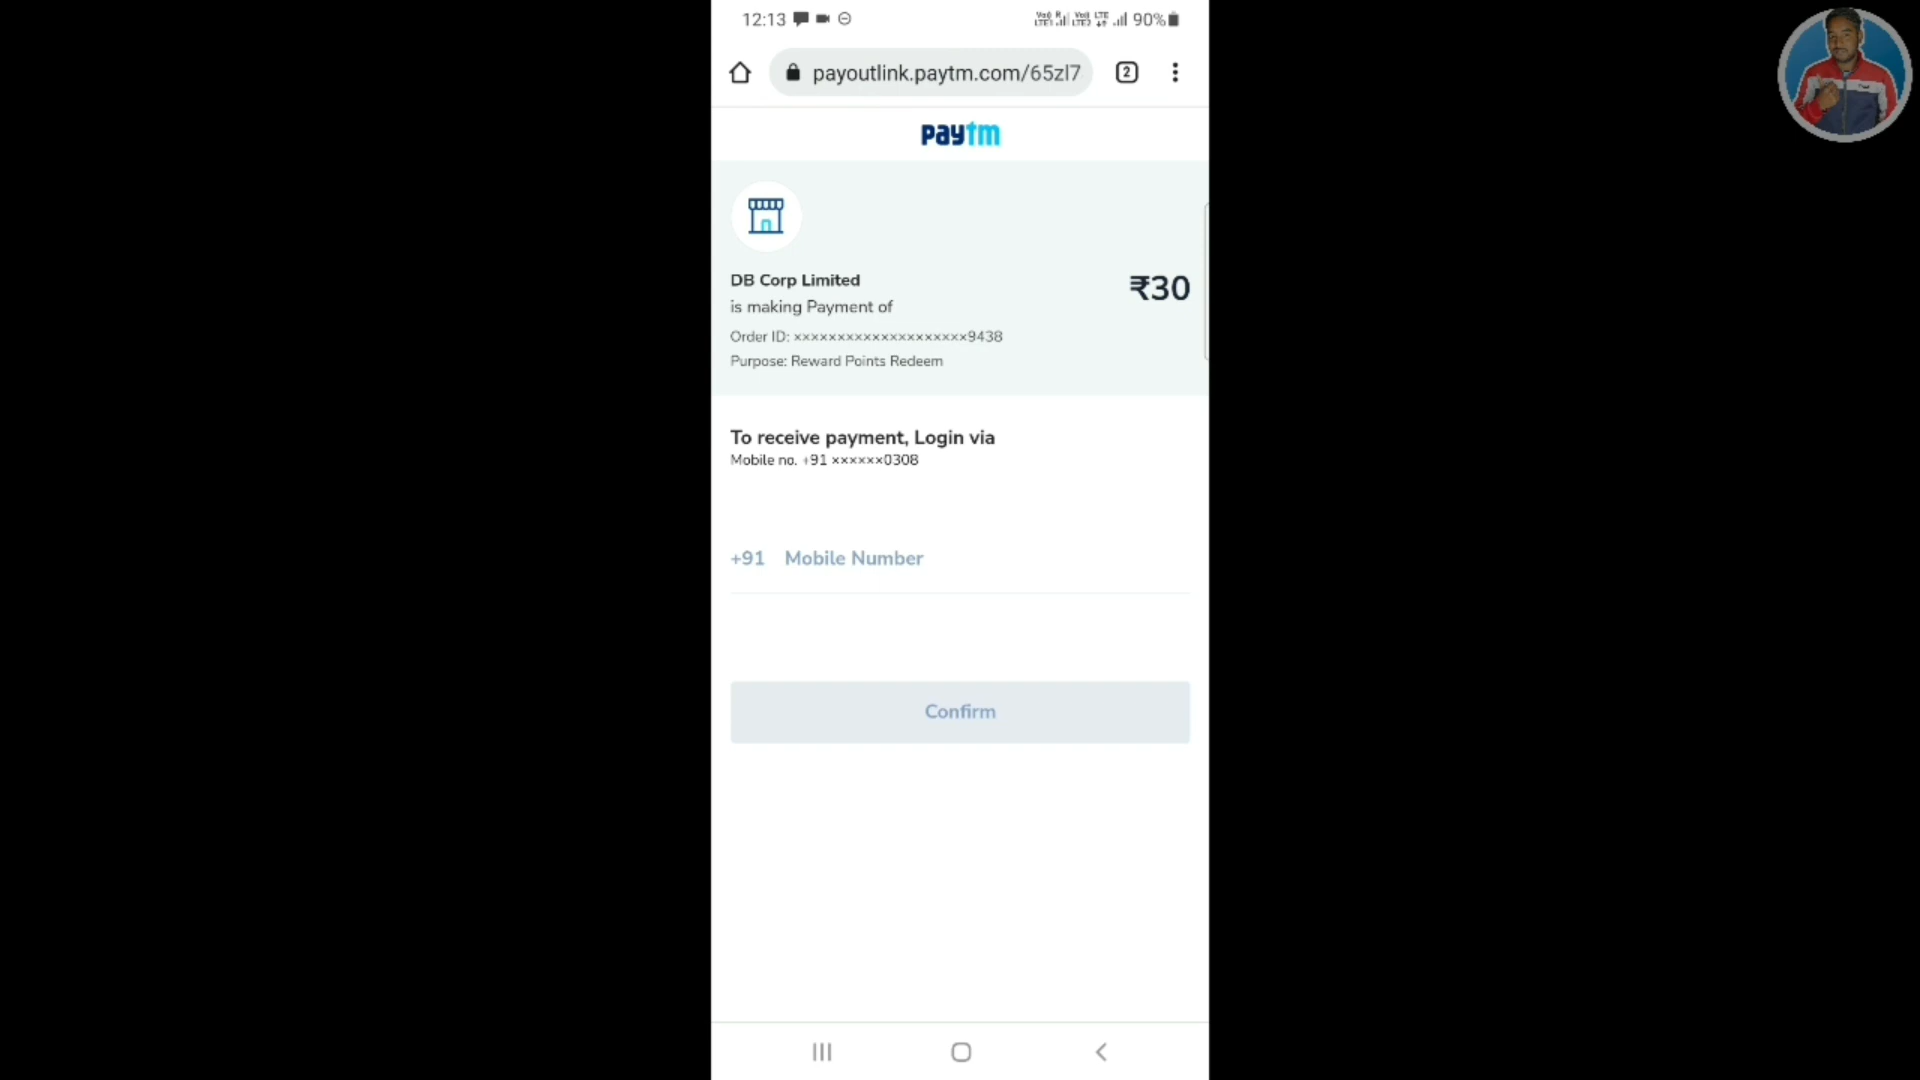 12:13
90%
payoutlink.paytm.com/65zl7
2
paytm
DB Corp Limited
₹30
is making Payment of
Order ID: xxxxxxxxxxxxxxxxxxxx9438
Purpose: Reward Points Redeem
To receive payment, Login via
Mobile no. +91 xxxxxx0308
+91 Mobile Number
Confirm